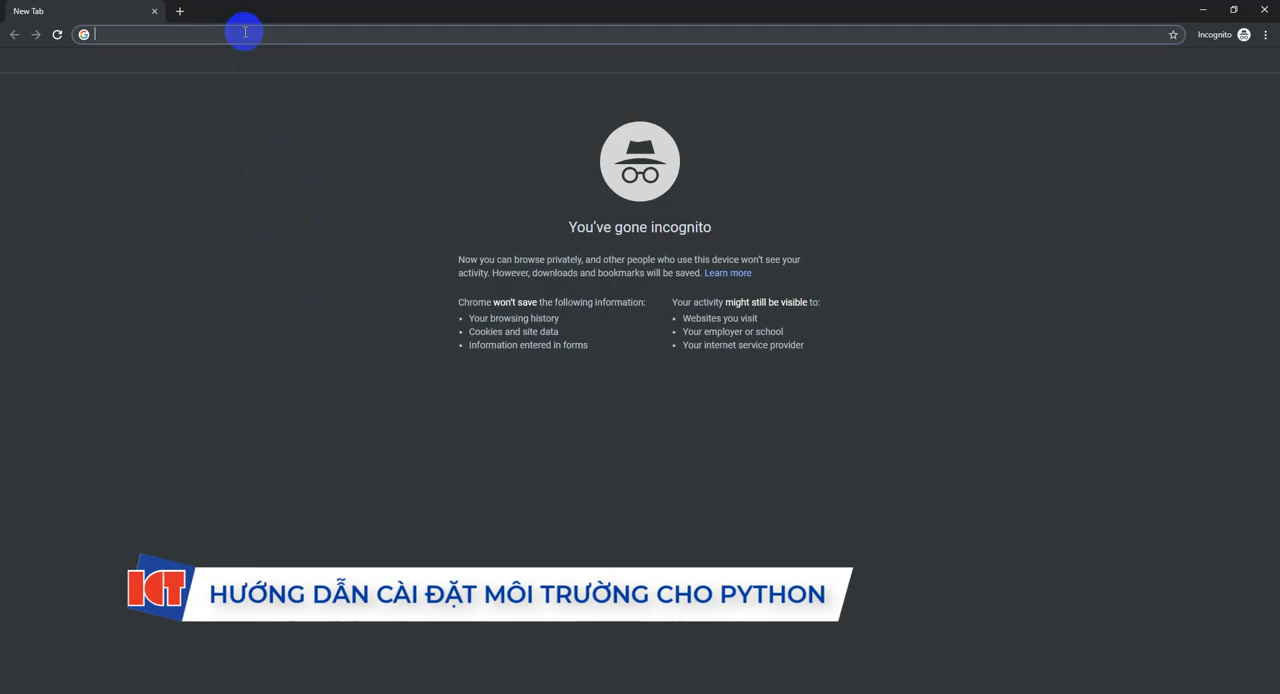 New Tab
Incognito
You've gone incognito
Now you can browse privately, and other people who use this device won't see your
activity. However, downloads and bookmarks will be saved. Learn more
Chrome won't save the following information:
• Your browsing history
• Cookies and site data
• Information entered in forms
Your activity might still be visible to:
• Websites you visit
• Your employer or school
• Your internet service provider
ICT
HƯỚNG DẪN CÀI ĐẶT MÔI TRƯỜNG CHO PYTHON